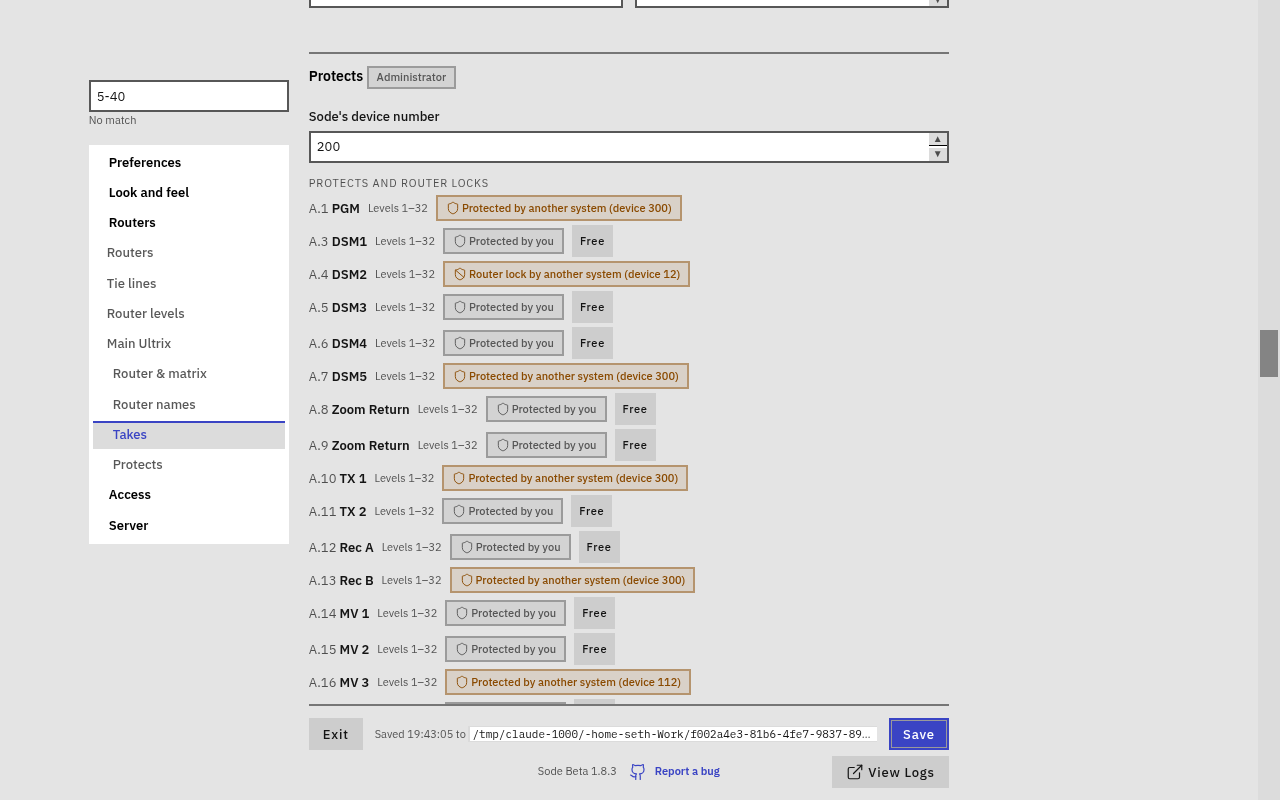 Protects Administrator
5-40
No match
Sode's device number
200
Preferences
Look and feel
Routers
Routers
Tie lines
Router levels
Main Ultrix
Router & matrix
Router names
Takes
Protects
Access
Server
PROTECTS AND ROUTER LOCKS
A.1 PGM Levels 1–32 Protected by another system (device 300)
A.3 DSM1 Levels 1–32 Protected by you Free
A.4 DSM2 Levels 1–32 Router lock by another system (device 12)
A.5 DSM3 Levels 1–32 Protected by you Free
A.6 DSM4 Levels 1–32 Protected by you Free
A.7 DSM5 Levels 1–32 Protected by another system (device 300)
A.8 Zoom Return Levels 1–32 Protected by you Free
A.9 Zoom Return Levels 1–32 Protected by you Free
A.10 TX 1 Levels 1–32 Protected by another system (device 300)
A.11 TX 2 Levels 1–32 Protected by you Free
A.12 Rec A Levels 1–32 Protected by you Free
A.13 Rec B Levels 1–32 Protected by another system (device 300)
A.14 MV 1 Levels 1–32 Protected by you Free
A.15 MV 2 Levels 1–32 Protected by you Free
A.16 MV 3 Levels 1–32 Protected by another system (device 112)
Exit Saved 19:43:05 to /tmp/claude-1000/-home-seth-Work/f002a4e3-81b6-4fe7-9837-89… Save
Sode Beta 1.8.3 Report a bug View Logs